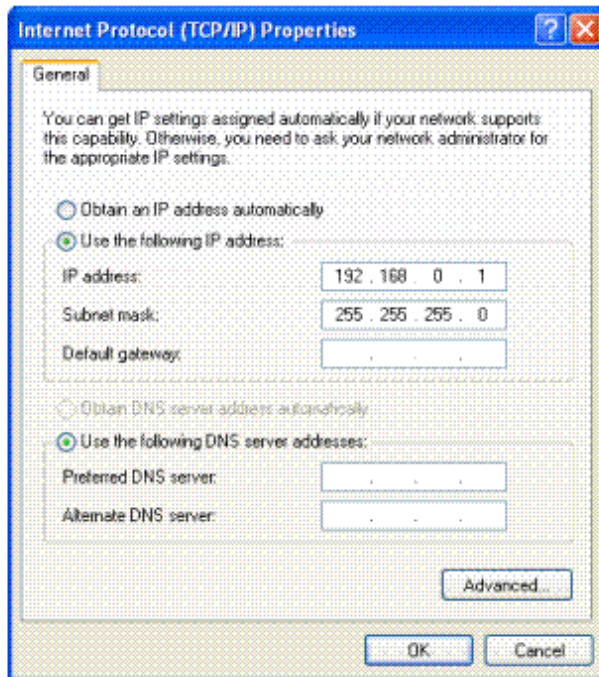 Internet Protocol (TCP/IP) Properties
General
You can get IP settings assigned automatically if your network supports
this capability. Otherwise, you need to ask your network administrator for
the appropriate IP settings.
Obtain an IP address automatically
Use the following IP address:
IP address: 192 . 168 . 0 . 1
Subnet mask: 255 . 255 . 255 . 0
Default gateway: . . .
Obtain DNS server address automatically
Use the following DNS server addresses:
Preferred DNS server: . . .
Alternate DNS server: . . .
Advanced...
OK Cancel